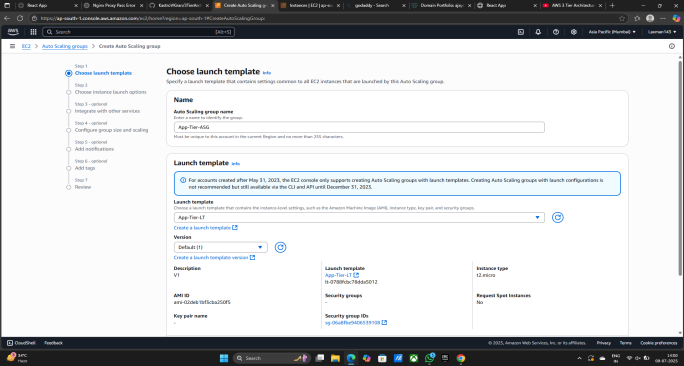 React App
Nginx Proxy Pass Error
Create Auto Scaling grou
Instances | EC2 | ap-so
godaddy - Search
React App
AWS 3 Tier Architectur
https://ap-south-1.console.aws.amazon.com/ec2/home?region=ap-south-1#CreateAutoScalingGroup:
aws
Search
[Alt+S]
Asia Pacific (Mumbai)
EC2
Auto Scaling groups
Create Auto Scaling group
Step 1
Choose launch template
Step 2
Choose instance launch options
Step 3 - optional
Integrate with other services
Step 4 - optional
Configure group size and scaling
Step 5 - optional
Add notifications
Step 6 - optional
Add tags
Step 7
Review
Choose launch template Info
Specify a launch template that contains settings common to all EC2 instances that are launched by this Auto Scaling group.
Name
Auto Scaling group name
Enter a name to identify the group.
App-Tier-ASG
Must be unique to this account in the current Region and no more than 255 characters.
Launch template Info
For accounts created after May 31, 2023, the EC2 console only supports creating Auto Scaling groups with launch templates. Creating Auto Scaling groups with launch configurations is
not recommended but still available via the CLI and API until December 31, 2023.
Launch template
Choose a launch template that contains the instance-level settings, such as the Amazon Machine Image (AMI), instance type, key pair, and security groups.
App-Tier-LT
Create a launch template
Version
Default (1)
Create a launch template version
Description
V1
Launch template
App-Tier-LT
lt-0788fcbc78dda5012
Instance type
t2.micro
AMI ID
ami-02deb1bf5cba250f5
Security groups
-
Request Spot Instances
No
Key pair name
-
Security group IDs
CloudShell
Feedback
© 2025, Amazon Web Services, Inc. or its affiliates.
Privacy
Terms
Cookie preferences
34°C
Haze
Search
ENG
IN
14:00
09-07-2025